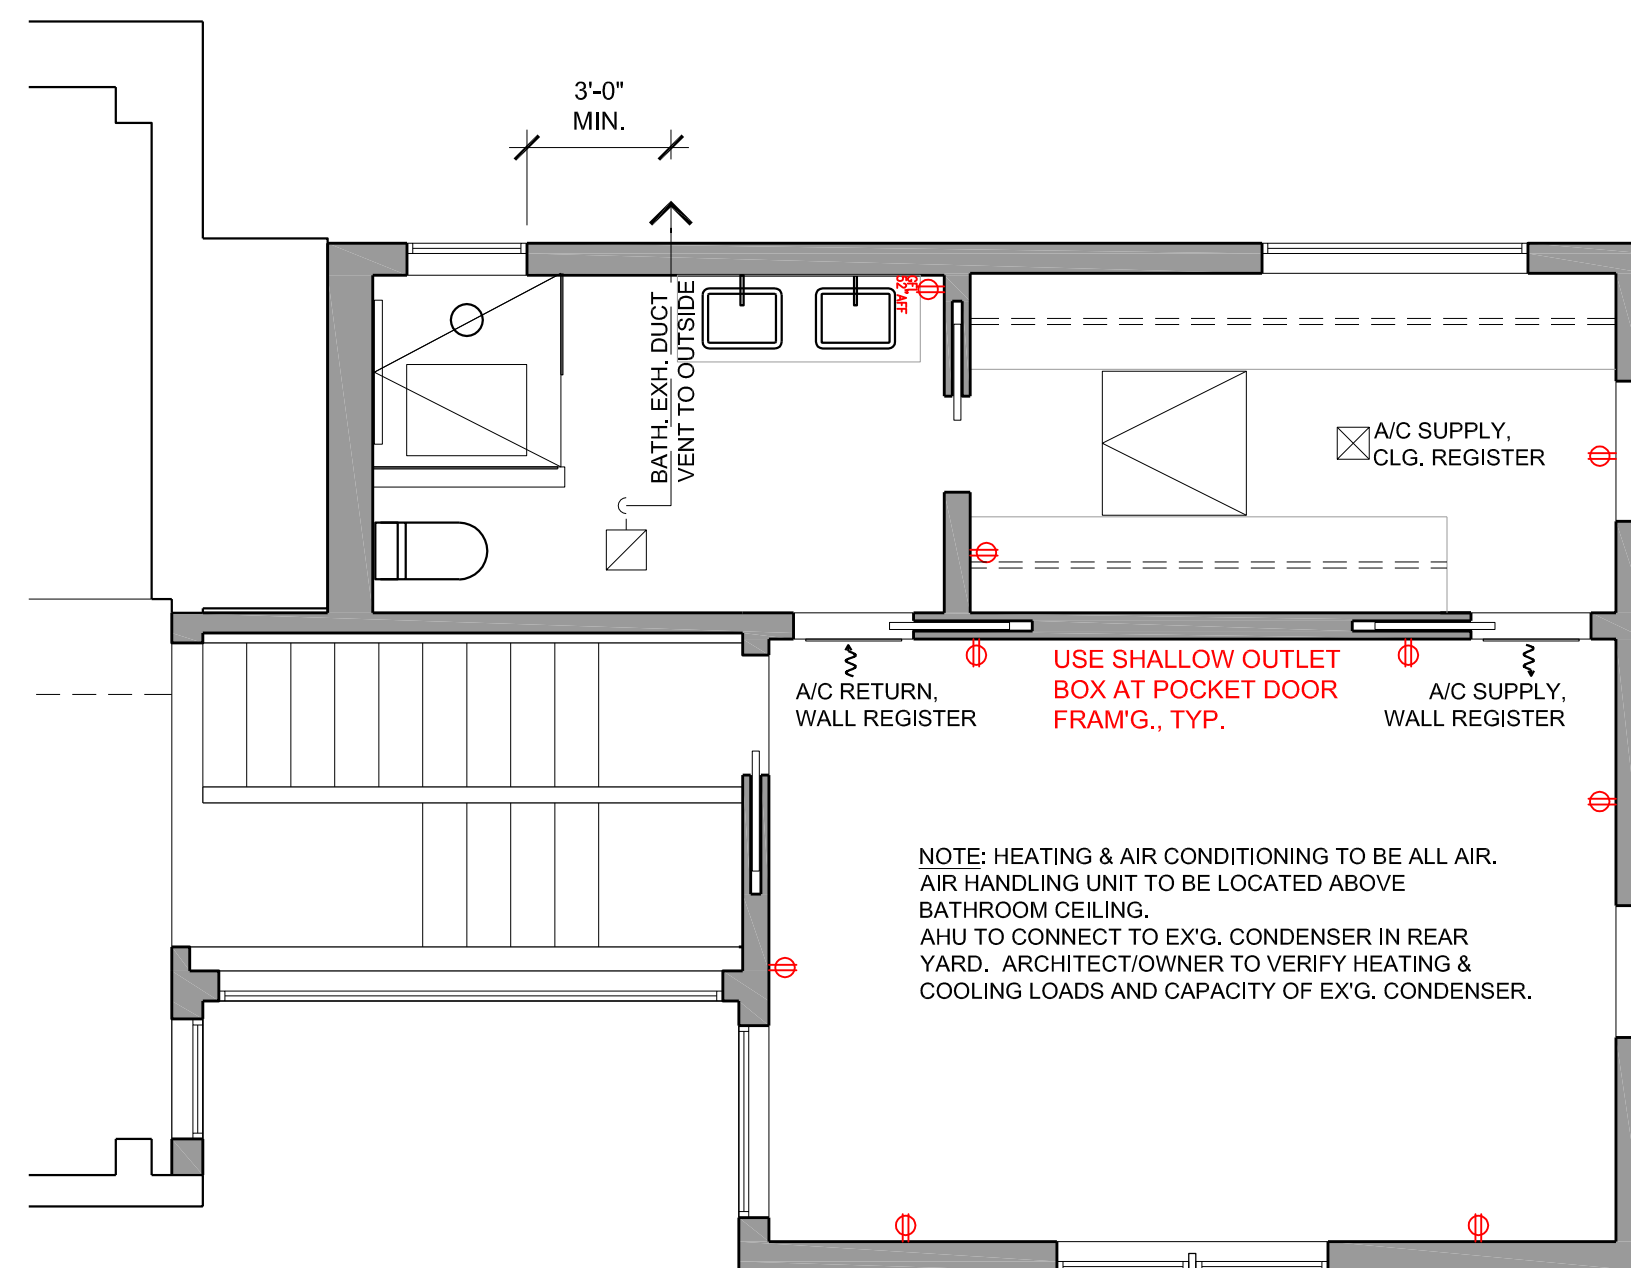 3'-0"
MIN.
BATH. EXH. DUCT
VENT TO OUTSIDE
GFI
52" AFF
A/C SUPPLY,
CLG. REGISTER
A/C RETURN,
WALL REGISTER
USE SHALLOW OUTLET
BOX AT POCKET DOOR
FRAM'G., TYP.
A/C SUPPLY,
WALL REGISTER
NOTE: HEATING & AIR CONDITIONING TO BE ALL AIR.
AIR HANDLING UNIT TO BE LOCATED ABOVE
BATHROOM CEILING.
AHU TO CONNECT TO EX'G. CONDENSER IN REAR
YARD.  ARCHITECT/OWNER TO VERIFY HEATING &
COOLING LOADS AND CAPACITY OF EX'G. CONDENSER.